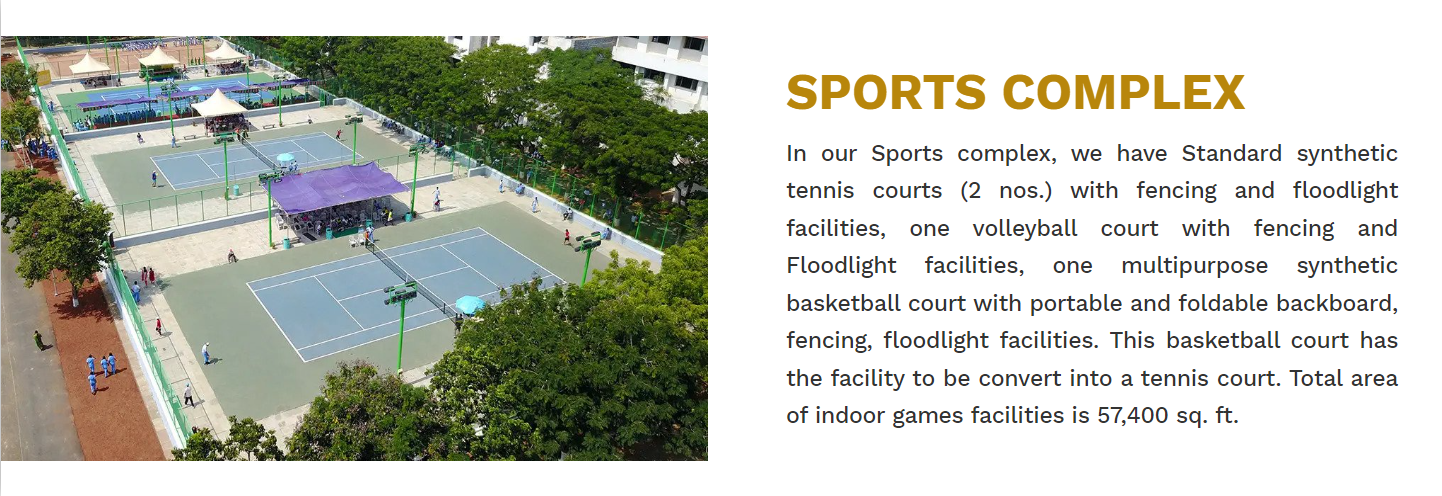 SPORTS COMPLEX
In our Sports complex, we have Standard synthetic
tennis courts (2 nos.) with fencing and floodlight
facilities, one volleyball court with fencing and
Floodlight facilities, one multipurpose synthetic
basketball court with portable and foldable backboard,
fencing, floodlight facilities. This basketball court has
the facility to be convert into a tennis court. Total area
of indoor games facilities is 57,400 sq. ft.